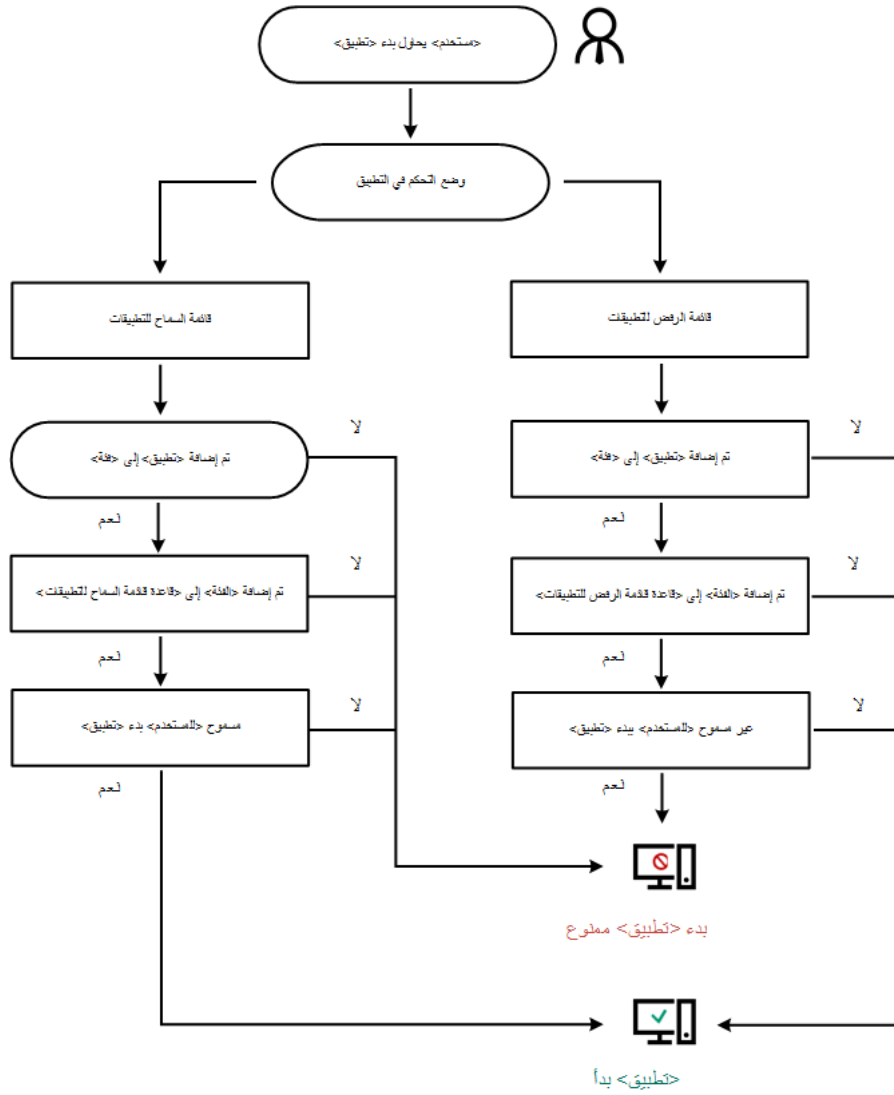 <مستخدم> يحاول بدء <تطبيق>
وضع التحكم في التطبيق
قائمة الرفض للتطبيقات
قائمة السماح للتطبيقات
تم إضافة <تطبيق> إلى <فئة>
لا
تم إضافة <تطبيق> إلى <فئة>
لا
نعم
نعم
تم إضافة <الفئة> إلى <قاعدة قائمة الرفض للتطبيقات>
لا
تم إضافة <الفئة> إلى <قاعدة قائمة السماح للتطبيقات>
لا
نعم
نعم
غير مسموح <للمستخدم> ببدء <تطبيق>
لا
مسموح <للمستخدم> بدء <تطبيق>
لا
نعم
نعم
بدء <تطبيق> ممنوع
<تطبيق> بدأ